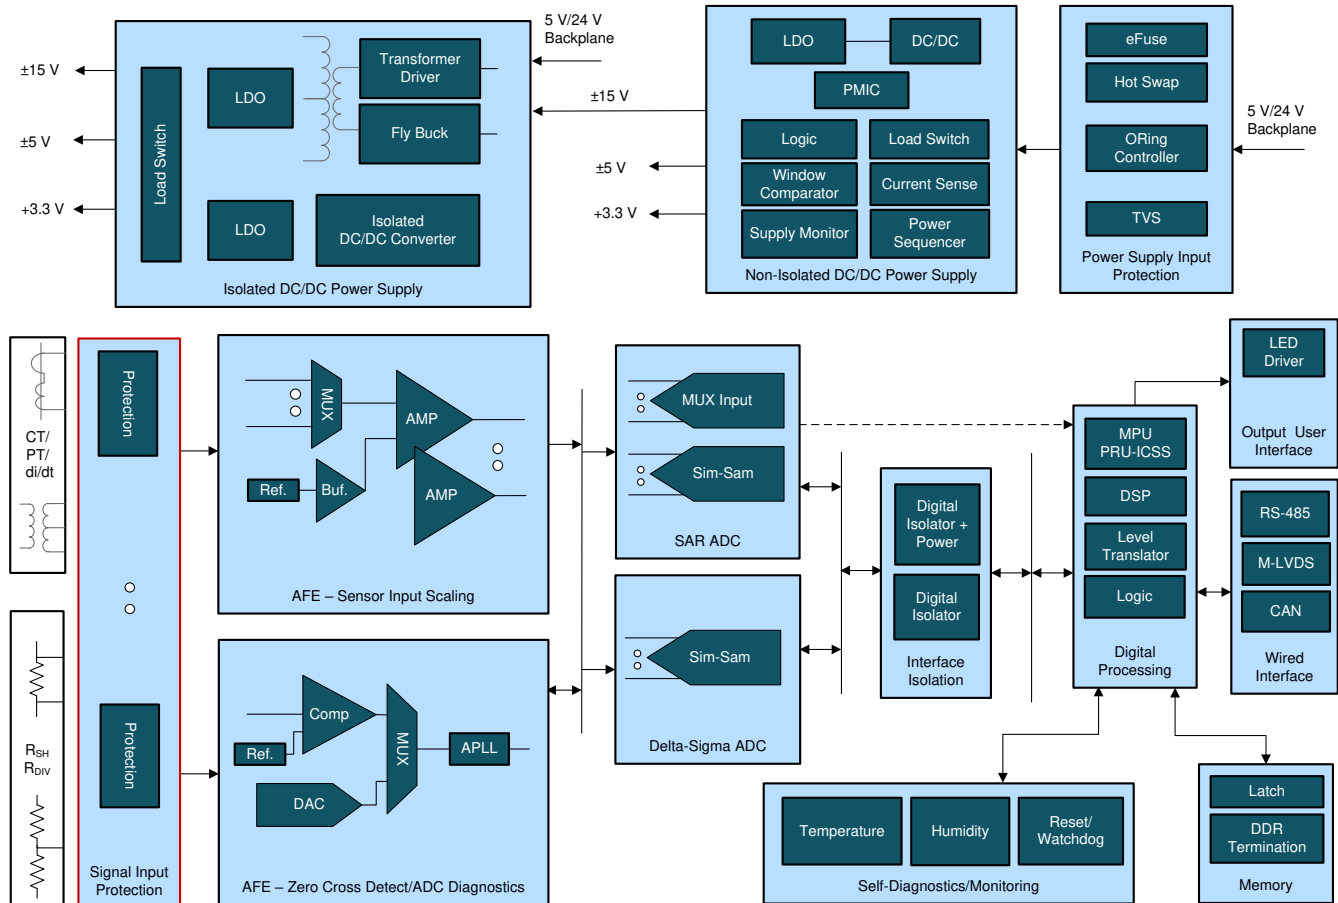 5 V/24 V
Backplane
±15 V
±5 V
+3.3 V
Load Switch
LDO
LDO
Transformer
Driver
Fly Buck
Isolated
DC/DC Converter
Isolated DC/DC Power Supply
±15 V
±5 V
+3.3 V
LDO
DC/DC
PMIC
Logic
Load Switch
Window
Comparator
Current Sense
Supply Monitor
Power
Sequencer
Non-Isolated DC/DC Power Supply
eFuse
Hot Swap
ORing
Controller
TVS
Power Supply Input
Protection
5 V/24 V
Backplane
CT/
PT/
di/dt
RSH
RDIV
Protection
Protection
Signal Input
Protection
MUX
AMP
Ref.
Buf.
AMP
AFE – Sensor Input Scaling
Comp
Ref.
MUX
APLL
DAC
AFE – Zero Cross Detect/ADC Diagnostics
MUX Input
Sim-Sam
SAR ADC
Sim-Sam
Delta-Sigma ADC
Digital
Isolator +
Power
Digital
Isolator
Interface
Isolation
MPU
PRU-ICSS
DSP
Level
Translator
Logic
Digital
Processing
LED
Driver
Output User
Interface
RS-485
M-LVDS
CAN
Wired
Interface
Temperature
Humidity
Reset/
Watchdog
Self-Diagnostics/Monitoring
Latch
DDR
Termination
Memory